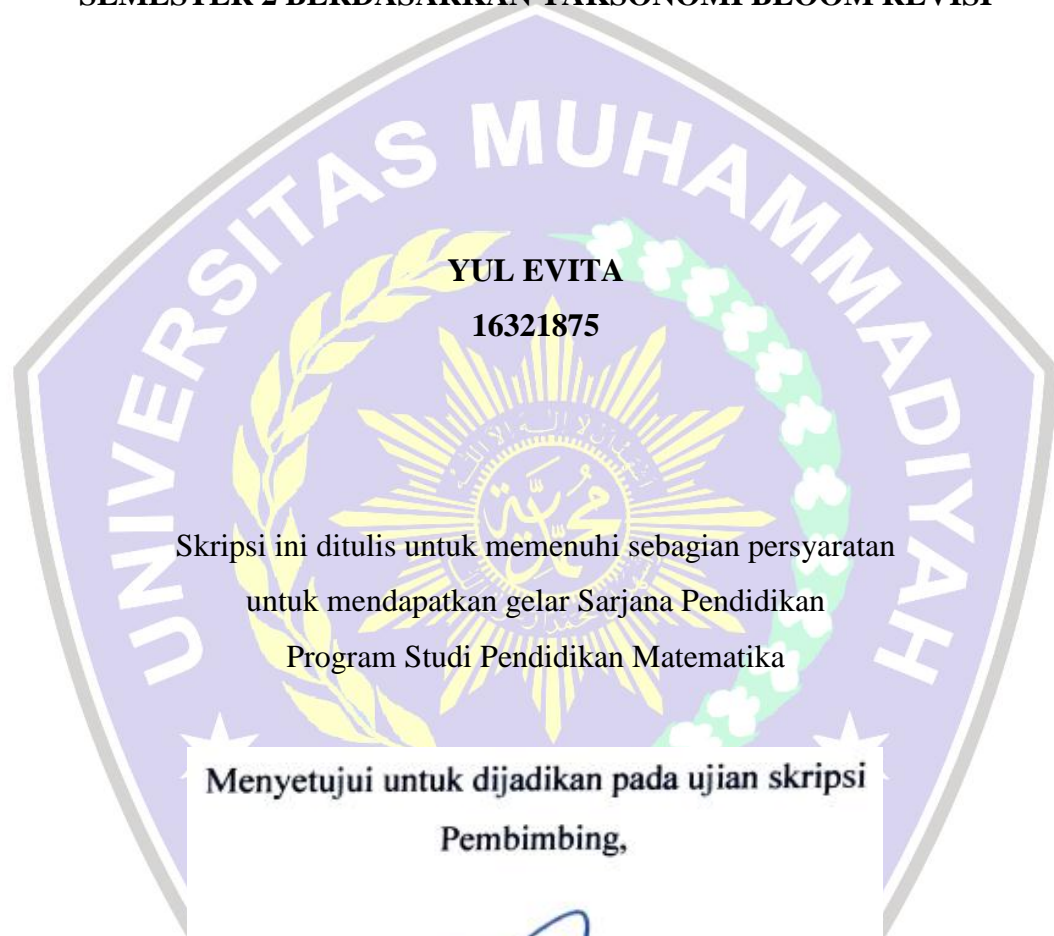 SEMESTER 2 BERDASARKAN TAKSONOMI BLOOM REVISI
UNIVERSITAS MUHAMMADIYAH
YUL EVITA
16321875
محمدية
Skripsi ini ditulis untuk memenuhi sebagian persyaratan
untuk mendapatkan gelar Sarjana Pendidikan
Program Studi Pendidikan Matematika
Menyetujui untuk dijadikan pada ujian skripsi
Pembimbing,